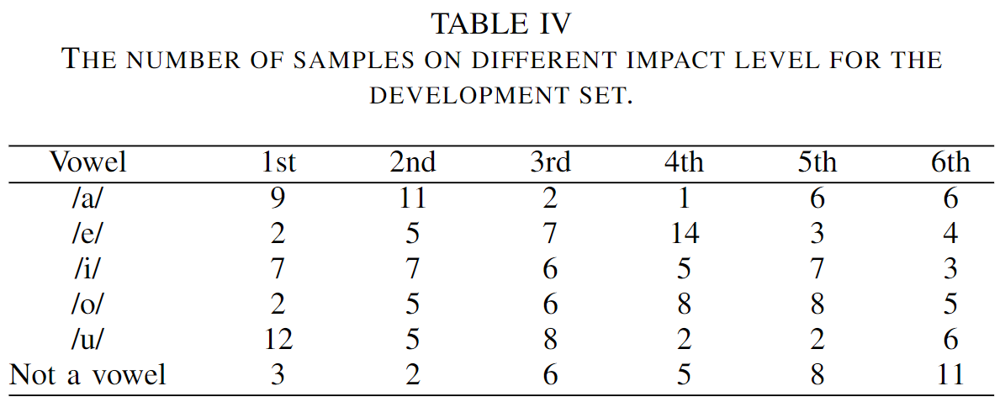 TABLE IV
THE NUMBER OF SAMPLES ON DIFFERENT IMPACT LEVEL FOR THE
DEVELOPMENT SET.
Vowel 1st 2nd 3rd 4th 5th 6th
/a/ 9 11 2 1 6 6
/e/ 2 5 7 14 3 4
/i/ 7 7 6 5 7 3
/o/ 2 5 6 8 8 5
/u/ 12 5 8 2 2 6
Not a vowel 3 2 6 5 8 11